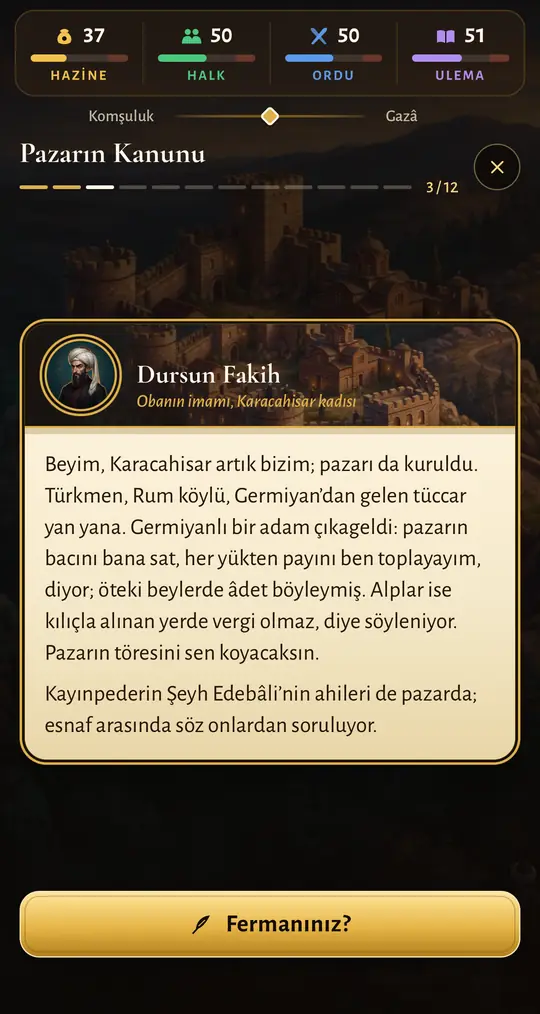 37 50 50 51
HAZİNE HALK ORDU ULEMA
Komşuluk Gazâ
Pazarın Kanunu
3/12
Dursun Fakih
Obanın imamı, Karacahisar kadısı
Beyim, Karacahisar artık bizim; pazarı da kuruldu.
Türkmen, Rum köylü, Germiyan’dan gelen tüccar
yan yana. Germiyanlı bir adam çıkageldi: pazarın
bacını bana sat, her yükten payını ben toplayayım,
diyor; öteki beylerde âdet böyleymiş. Alplar ise
kılıçla alınan yerde vergi olmaz, diye söyleniyor.
Pazarın töresini sen koyacaksın.
Kayınpederin Şeyh Edebâli’nin ahileri de pazarda;
esnaf arasında söz onlardan soruluyor.
Fermanınız?